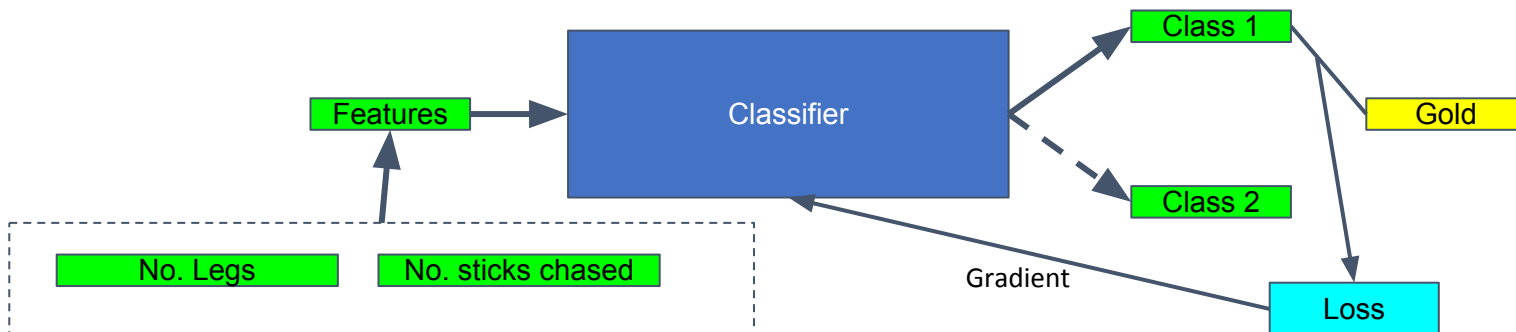 Class 1
Features
Classifier
Gold
Class 2
No. Legs
No. sticks chased
Gradient
Loss